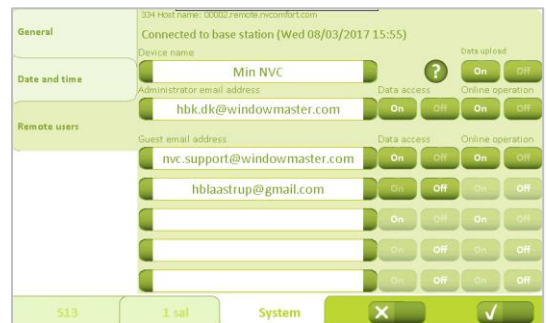 334 Host name: 00002.remote.nvcomfort.com
General
Connected to base station (Wed 08/03/2017 15:55)
Device name Data upload
Min NVC ? On Off
Date and time
Administrator email address Data access Online operation
hbk.dk@windowmaster.com On Off On Off
Remote users
Guest email address Data access Online operation
nvc.support@windowmaster.com On Off On Off
hblaastrup@gmail.com On Off On Off
On Off On Off
On Off On Off
On Off On Off
513 1 sal System